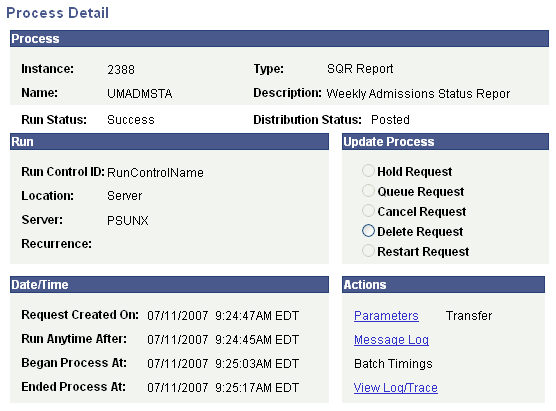 Process Detail
Process
Instance: 2388 Type: SQR Report
Name: UMADMSTA Description: Weekly Admissions Status Repor
Run Status: Success Distribution Status: Posted
Run
Run Control ID: RunControlName
Location: Server
Server: PSUNX
Recurrence:
Update Process
Hold Request
Queue Request
Cancel Request
Delete Request
Restart Request
Date/Time
Request Created On: 07/11/2007 9:24:47AM EDT
Run Anytime After: 07/11/2007 9:24:45AM EDT
Began Process At: 07/11/2007 9:25:03AM EDT
Ended Process At: 07/11/2007 9:25:17AM EDT
Actions
Parameters Transfer
Message Log
Batch Timings
View Log/Trace